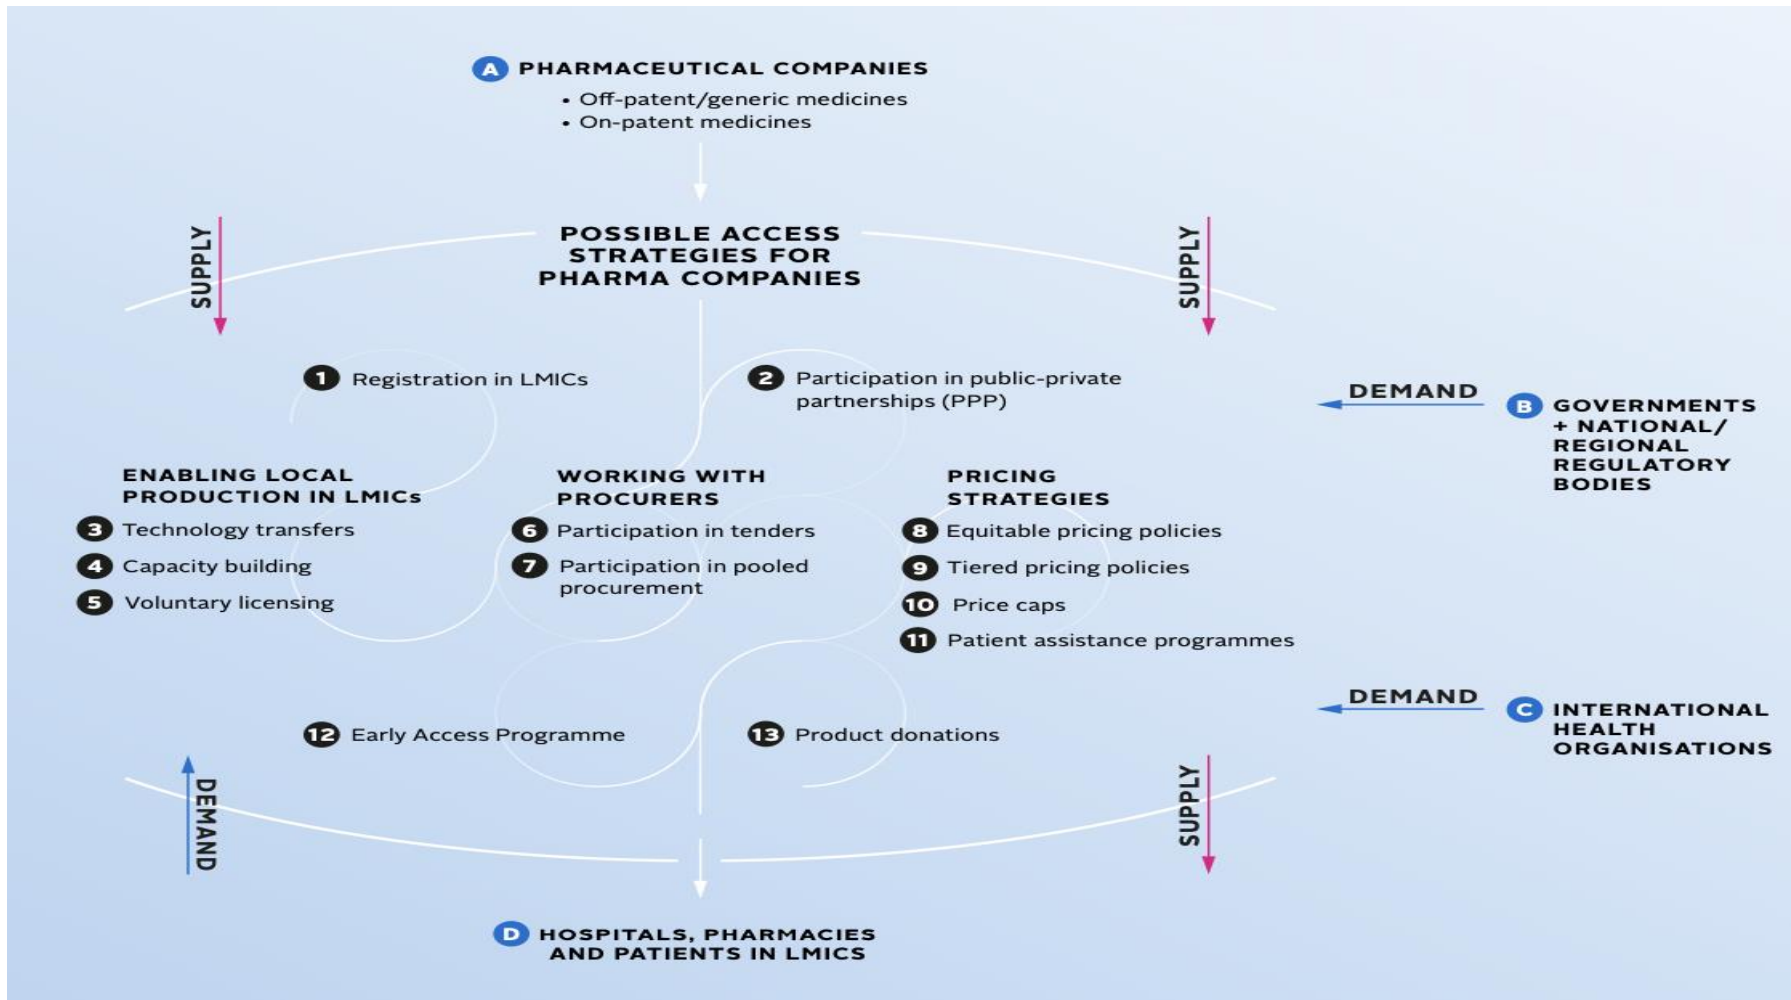 A PHARMACEUTICAL COMPANIES
• Off-patent/generic medicines
• On-patent medicines
SUPPLY
POSSIBLE ACCESS
STRATEGIES FOR
PHARMA COMPANIES
SUPPLY
1 Registration in LMICs
2 Participation in public-private
partnerships (PPP)
DEMAND
B GOVERNMENTS
+ NATIONAL/
REGIONAL
REGULATORY
BODIES
ENABLING LOCAL
PRODUCTION IN LMICs
3 Technology transfers
4 Capacity building
5 Voluntary licensing
WORKING WITH
PROCURERS
6 Participation in tenders
7 Participation in pooled
procurement
PRICING
STRATEGIES
8 Equitable pricing policies
9 Tiered pricing policies
10 Price caps
11 Patient assistance programmes
DEMAND
C INTERNATIONAL
HEALTH
ORGANISATIONS
12 Early Access Programme
13 Product donations
DEMAND
SUPPLY
D HOSPITALS, PHARMACIES
AND PATIENTS IN LMICS